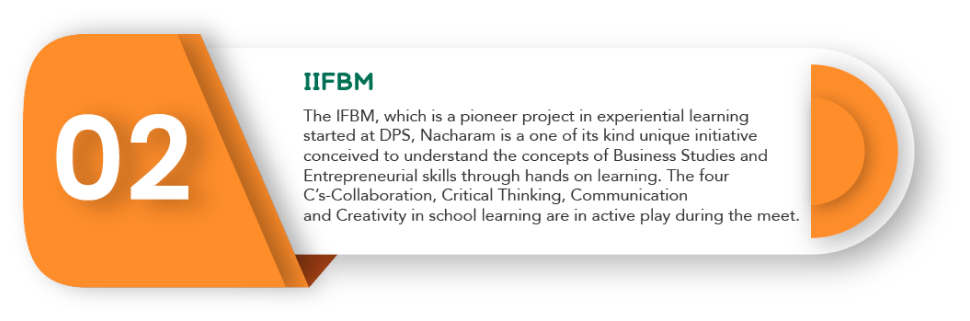 02
IIFBM
The IFBM, which is a pioneer project in experiential learning
started at DPS, Nacharam is a one of its kind unique initiative
conceived to understand the concepts of Business Studies and
Entrepreneurial skills through hands on learning. The four
C's-Collaboration, Critical Thinking, Communication
and Creativity in school learning are in active play during the meet.